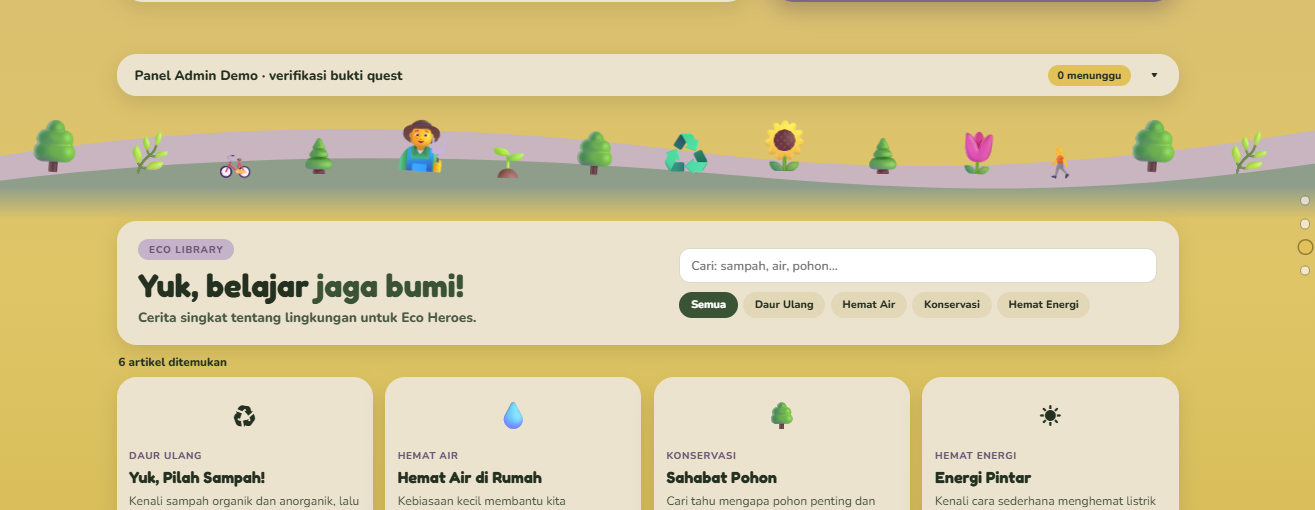 Panel Admin Demo · verifikasi bukti quest
0 menunggu
ECO LIBRARY
Yuk, belajar jaga bumi!
Cerita singkat tentang lingkungan untuk Eco Heroes.
Cari: sampah, air, pohon...
Semua
Daur Ulang
Hemat Air
Konservasi
Hemat Energi
6 artikel ditemukan
DAUR ULANG
Yuk, Pilah Sampah!
Kenali sampah organik dan anorganik, lalu
HEMAT AIR
Hemat Air di Rumah
Kebiasaan kecil membantu kita
KONSERVASI
Sahabat Pohon
Cari tahu mengapa pohon penting dan
HEMAT ENERGI
Energi Pintar
Kenali cara sederhana menghemat listrik